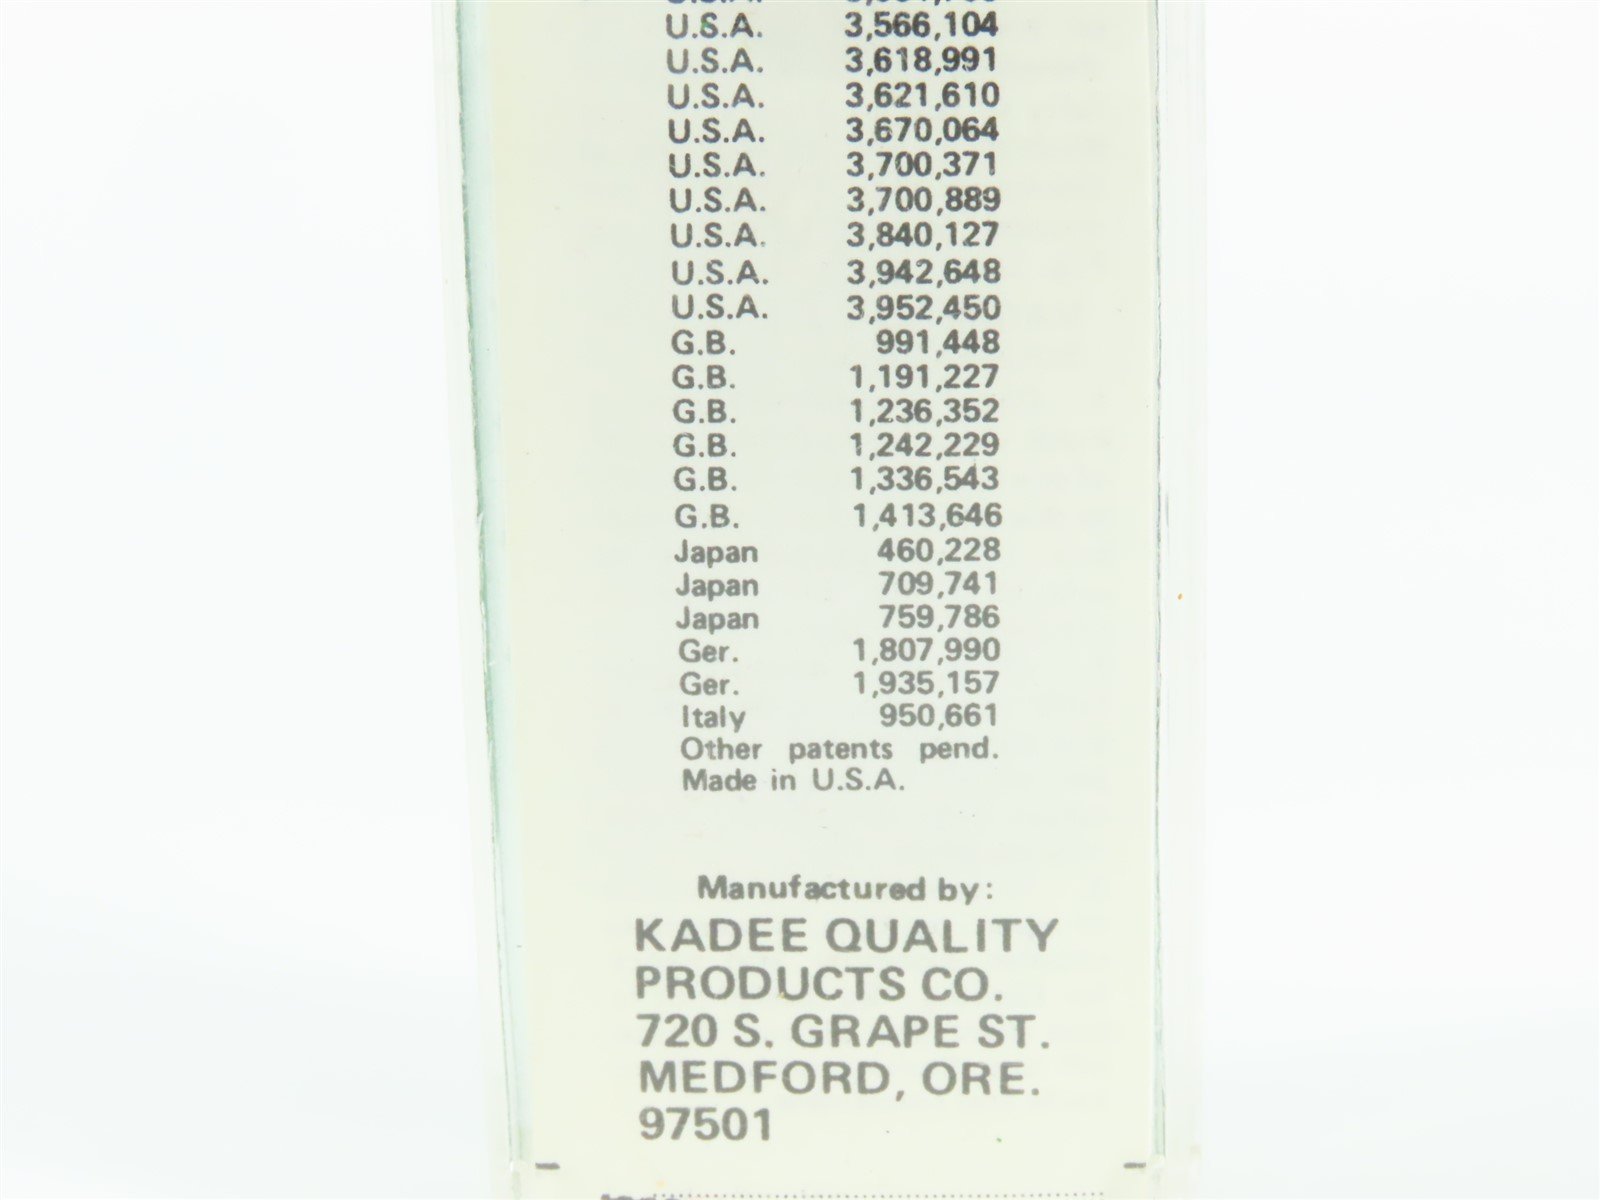 U.S.A. 3,566,104
U.S.A. 3,618,991
U.S.A. 3,621,610
U.S.A. 3,670,064
U.S.A. 3,700,371
U.S.A. 3,700,889
U.S.A. 3,840,127
U.S.A. 3,942,648
U.S.A. 3,952,450
G.B. 991,448
G.B. 1,191,227
G.B. 1,236,352
G.B. 1,242,229
G.B. 1,336,543
G.B. 1,413,646
Japan 460,228
Japan 709,741
Japan 759,786
Ger. 1,807,990
Ger. 1,935,157
Italy 950,661
Other patents pend.
Made in U.S.A.
Manufactured by:
KADEE QUALITY
PRODUCTS CO.
720 S. GRAPE ST.
MEDFORD, ORE.
97501